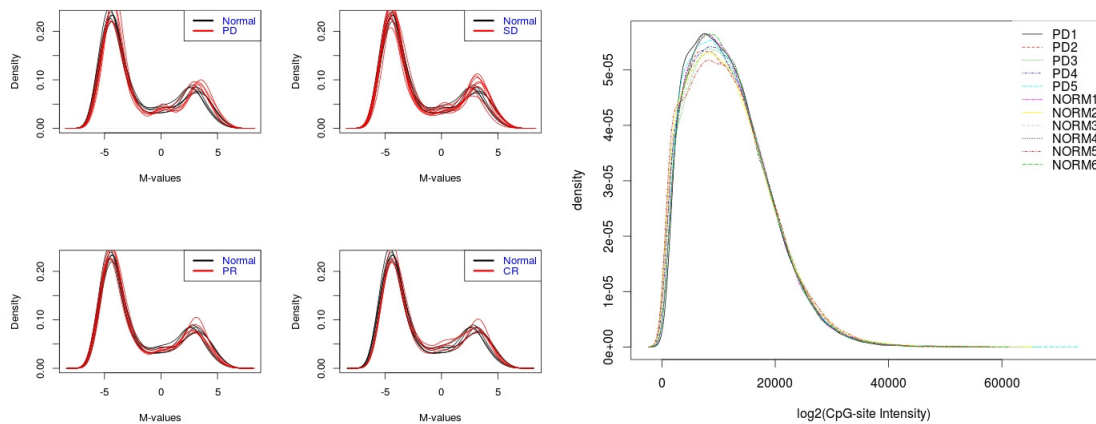 Density
0.00
0.10
0.20
Normal
PD
-5
0
5
M-values
Density
0.00
0.10
0.20
Normal
SD
-5
0
5
M-values
Density
0.00
0.10
0.20
Normal
PR
-5
0
5
M-values
Density
0.00
0.10
0.20
Normal
CR
-5
0
5
M-values
density
0e+00
1e-05
2e-05
3e-05
4e-05
5e-05
PD1
PD2
PD3
PD4
PD5
NORM1
NORM2
NORM3
NORM4
NORM5
NORM6
0
20000
40000
60000
log2(CpG-site Intensity)